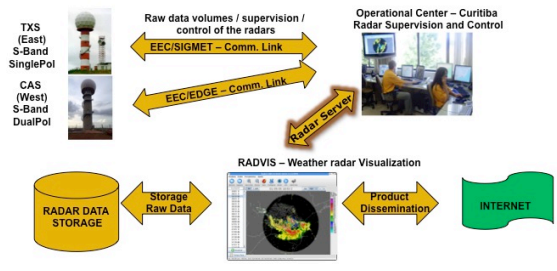 TXS
(East)
S-Band
SinglePol
CAS
(West)
S-Band
DualPol
Raw data volumes / supervision /
control of the radars
EEC/SIGMET – Comm. Link
EEC/EDGE – Comm. Link
Operational Center – Curitiba
Radar Supervision and Control
Radar Server
RADVIS – Weather radar Visualization
RADAR DATA
STORAGE
Storage
Raw Data
Product
Dissemination
INTERNET